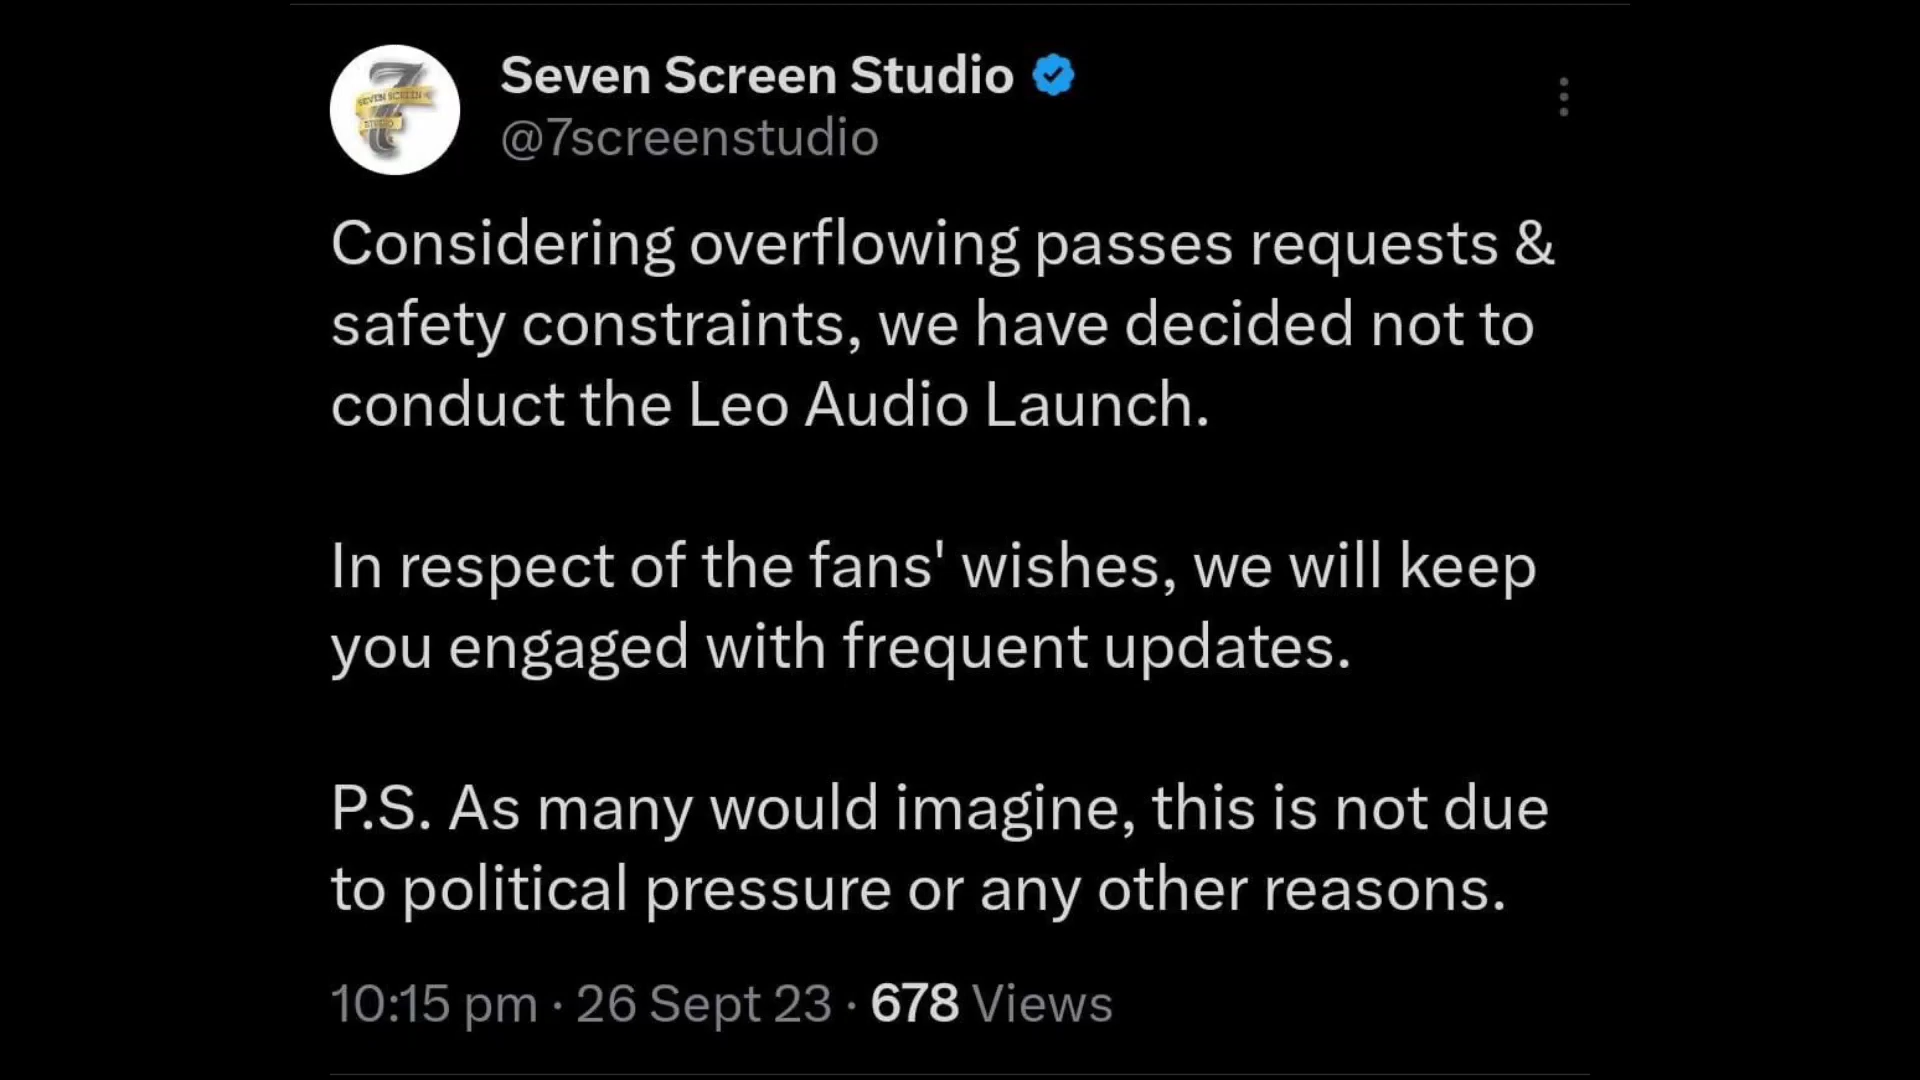 Seven Screen Studio
@7screenstudio
SEVEN SCREEN
STUDIO
Considering overflowing passes requests &
safety constraints, we have decided not to
conduct the Leo Audio Launch.
In respect of the fans' wishes, we will keep
you engaged with frequent updates.
P.S. As many would imagine, this is not due
to political pressure or any other reasons.
10:15 pm · 26 Sept 23 · 678 Views